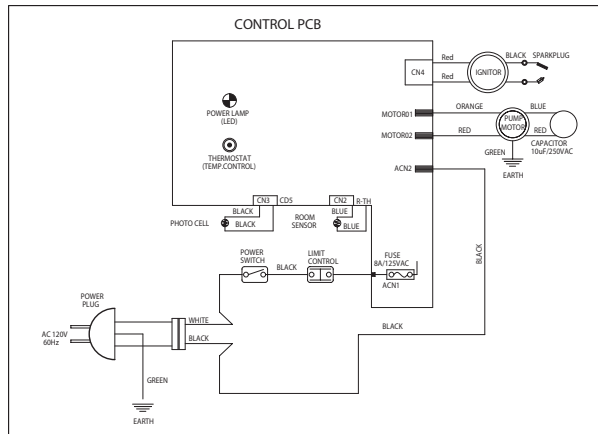 CONTROL PCB
CN4
Red
Red
IGNITOR
BLACK
SPARKPLUG
POWER LAMP
(LED)
THERMOSTAT
(TEMP.CONTROL)
MOTOR01
MOTOR02
ACN2
ORANGE
RED
PUMP
MOTOR
BLUE
RED
CAPACITOR
10uF/250VAC
GREEN
EARTH
CN3
CD5
CN2
R-TH
BLACK
BLACK
PHOTO CELL
ROOM
SENSOR
BLUE
BLUE
POWER
SWITCH
BLACK
LIMIT
CONTROL
FUSE
8A/125VAC
ACN1
BLACK
POWER
PLUG
AC 120V
60Hz
WHITE
BLACK
BLACK
GREEN
EARTH